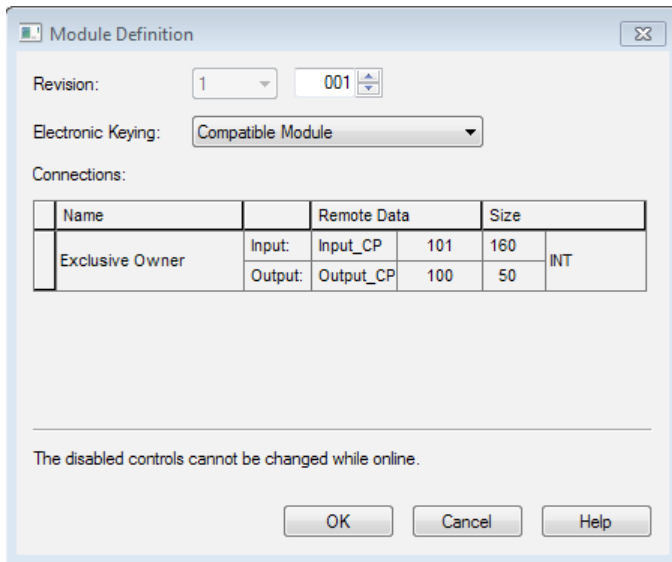 Module Definition
Revision: 1 001
Electronic Keying: Compatible Module
Connections:
Name Remote Data Size
Exclusive Owner Input: Input_CP 101 160 INT
Output: Output_CP 100 50
The disabled controls cannot be changed while online.
OK Cancel Help